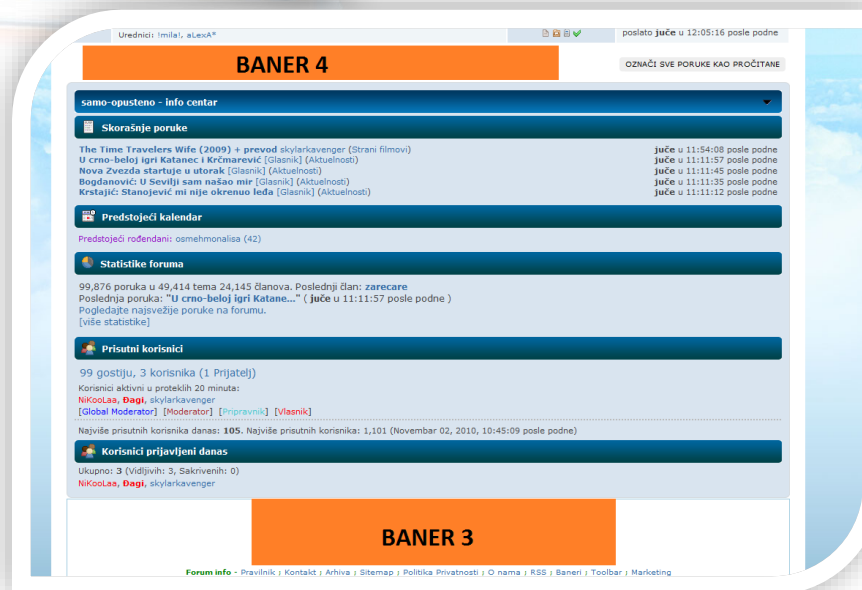 Urednici: !mila!, aLexA*
poslato juče u 12:05:16 posle podne
BANER 4
OZNAČI SVE PORUKE KAO PROČITANE
samo-opusteno - info centar
Skorašnje poruke
The Time Travelers Wife (2009) + prevod skylarkavenger (Strani filmovi) juče u 11:54:08 posle podne
U crno-beloj igri Katanec i Krčmarević [Glasnik] (Aktuelnosti) juče u 11:11:57 posle podne
Nova Zvezda startuje u utorak [Glasnik] (Aktuelnosti) juče u 11:11:45 posle podne
Bogdanović: U Sevilji sam našao mir [Glasnik] (Aktuelnosti) juče u 11:11:35 posle podne
Krstajić: Stanojević mi nije okrenuo leđa [Glasnik] (Aktuelnosti) juče u 11:11:12 posle podne
Predstojeći kalendar
Predstojeći rođendani: osmehmonalisa (42)
Statistike foruma
99,876 poruka u 49,414 tema 24,145 članova. Poslednji član: zarecare
Poslednja poruka: "U crno-beloj igri Katane..." ( juče u 11:11:57 posle podne )
Pogledajte najsvežije poruke na forumu.
[više statistike]
Prisutni korisnici
99 gostiju, 3 korisnika (1 Prijatelj)
Korisnici aktivni u proteklih 20 minuta:
NiKooLaa, Đagi, skylarkavenger
[Global Moderator] [Moderator] [Pripravnik] [Vlasnik]
Najviše prisutnih korisnika danas: 105. Najviše prisutnih korisnika: 1,101 (Novembar 02, 2010, 10:45:09 posle podne)
Korisnici prijavljeni danas
Ukupno: 3 (Vidljivih: 3, Sakrivenih: 0)
NiKooLaa, Đagi, skylarkavenger
BANER 3
Forum info - Pravilnik ¦ Kontakt ¦ Arhiva ¦ Sitemap ¦ Politika Privatnosti ¦ O nama ¦ RSS ¦ Baneri ¦ Toolbar ¦ Marketing